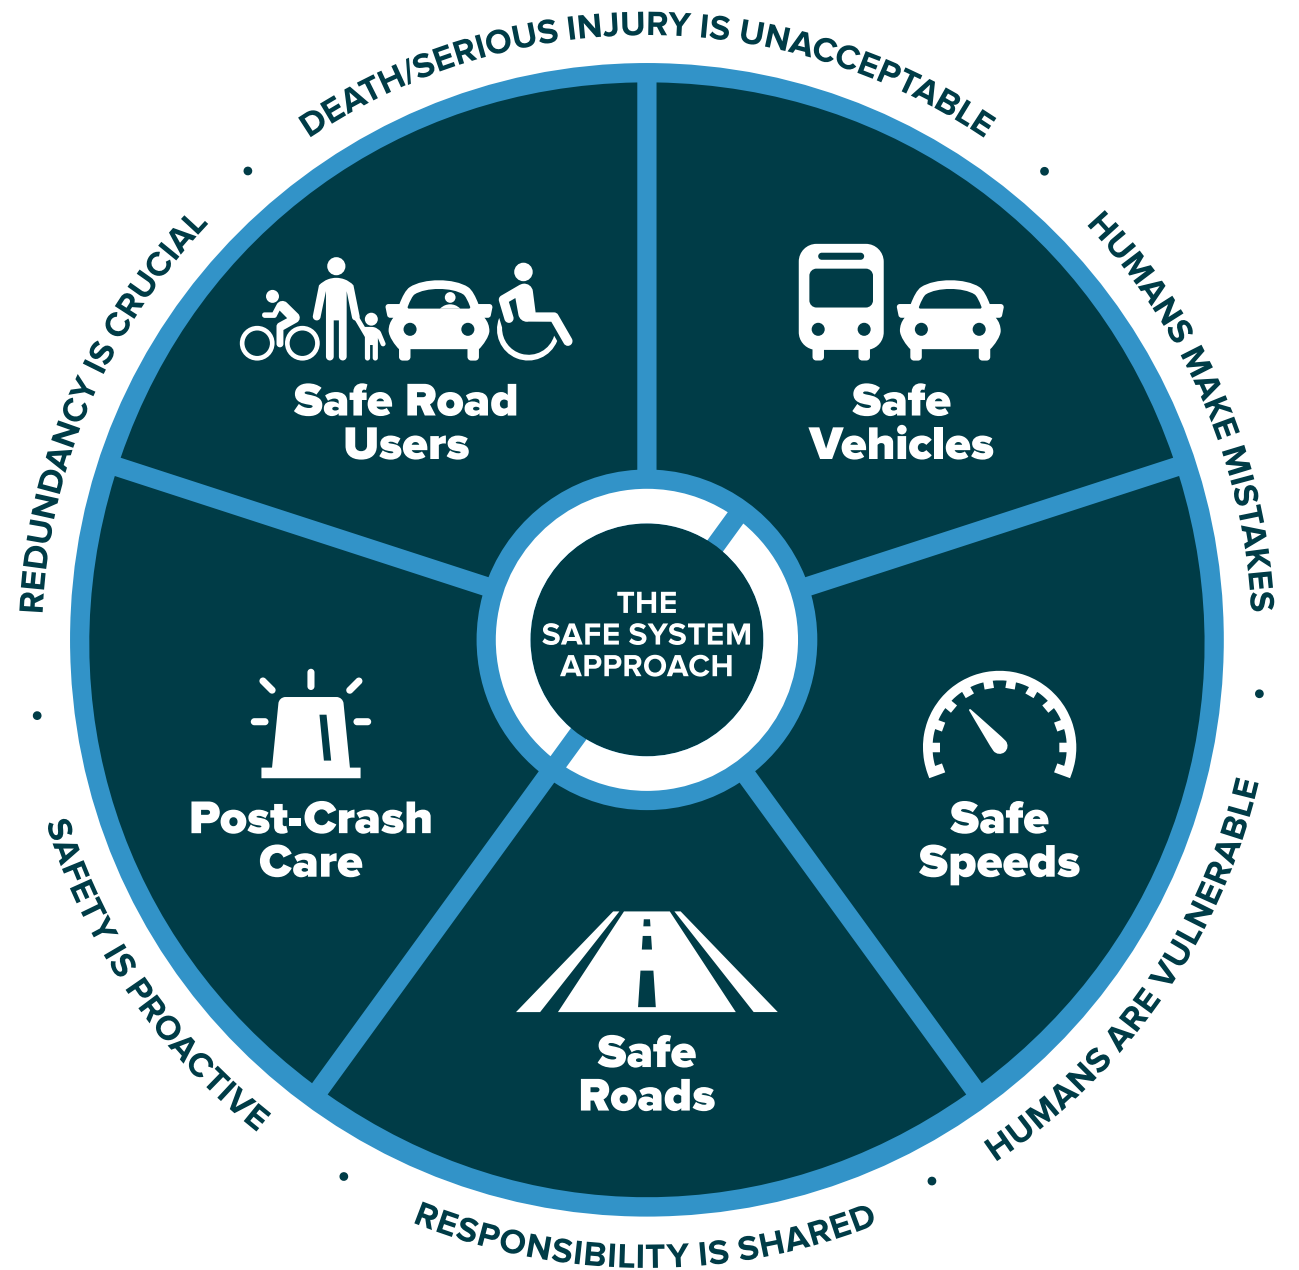 DEATH/SERIOUS INJURY IS UNACCEPTABLE
HUMANS MAKE MISTAKES
HUMANS ARE VULNERABLE
RESPONSIBILITY IS SHARED
SAFETY IS PROACTIVE
REDUNDANCY IS CRUCIAL
Safe Road
Users
Safe
Vehicles
THE
SAFE SYSTEM
APPROACH
Post-Crash
Care
Safe
Speeds
Safe
Roads